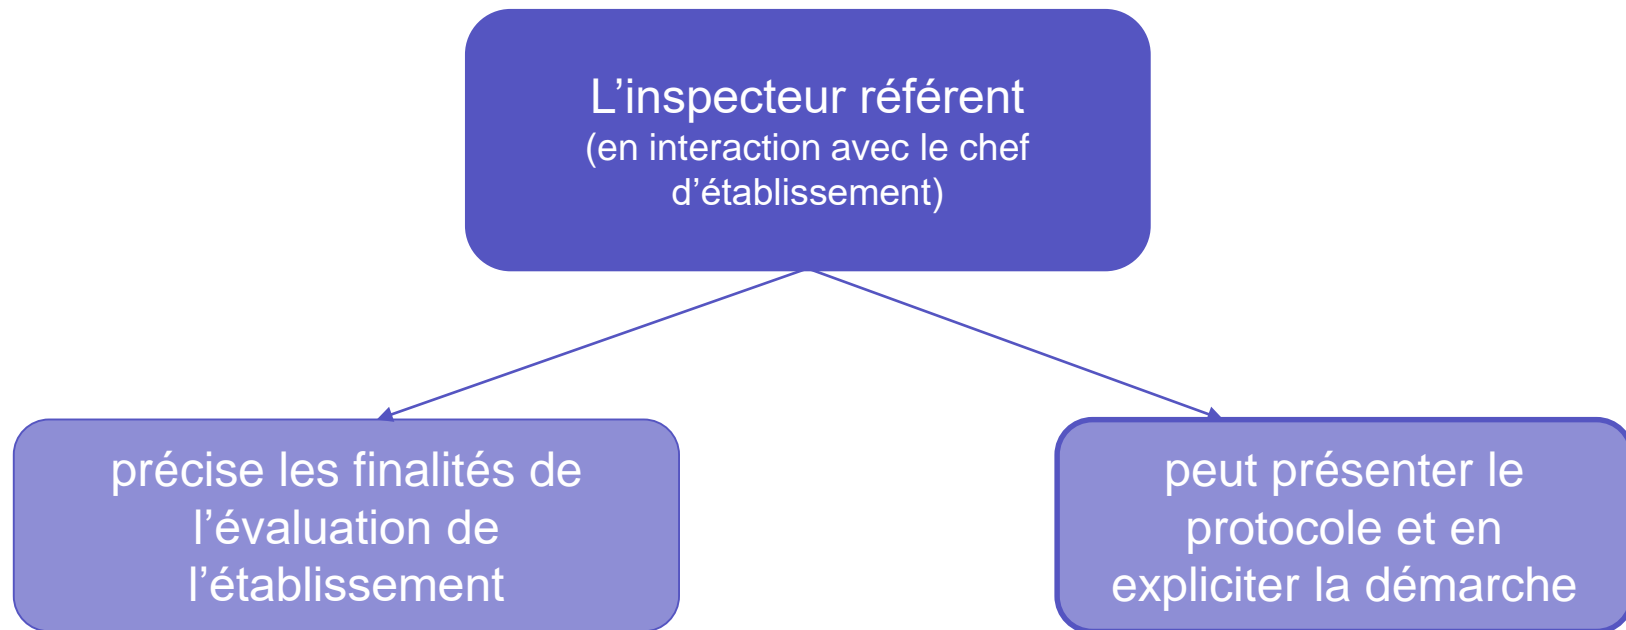 L’inspecteur référent
(en interaction avec le chef
d’établissement)
précise les finalités de
l’évaluation de
l’établissement
peut présenter le
protocole et en
expliciter la démarche